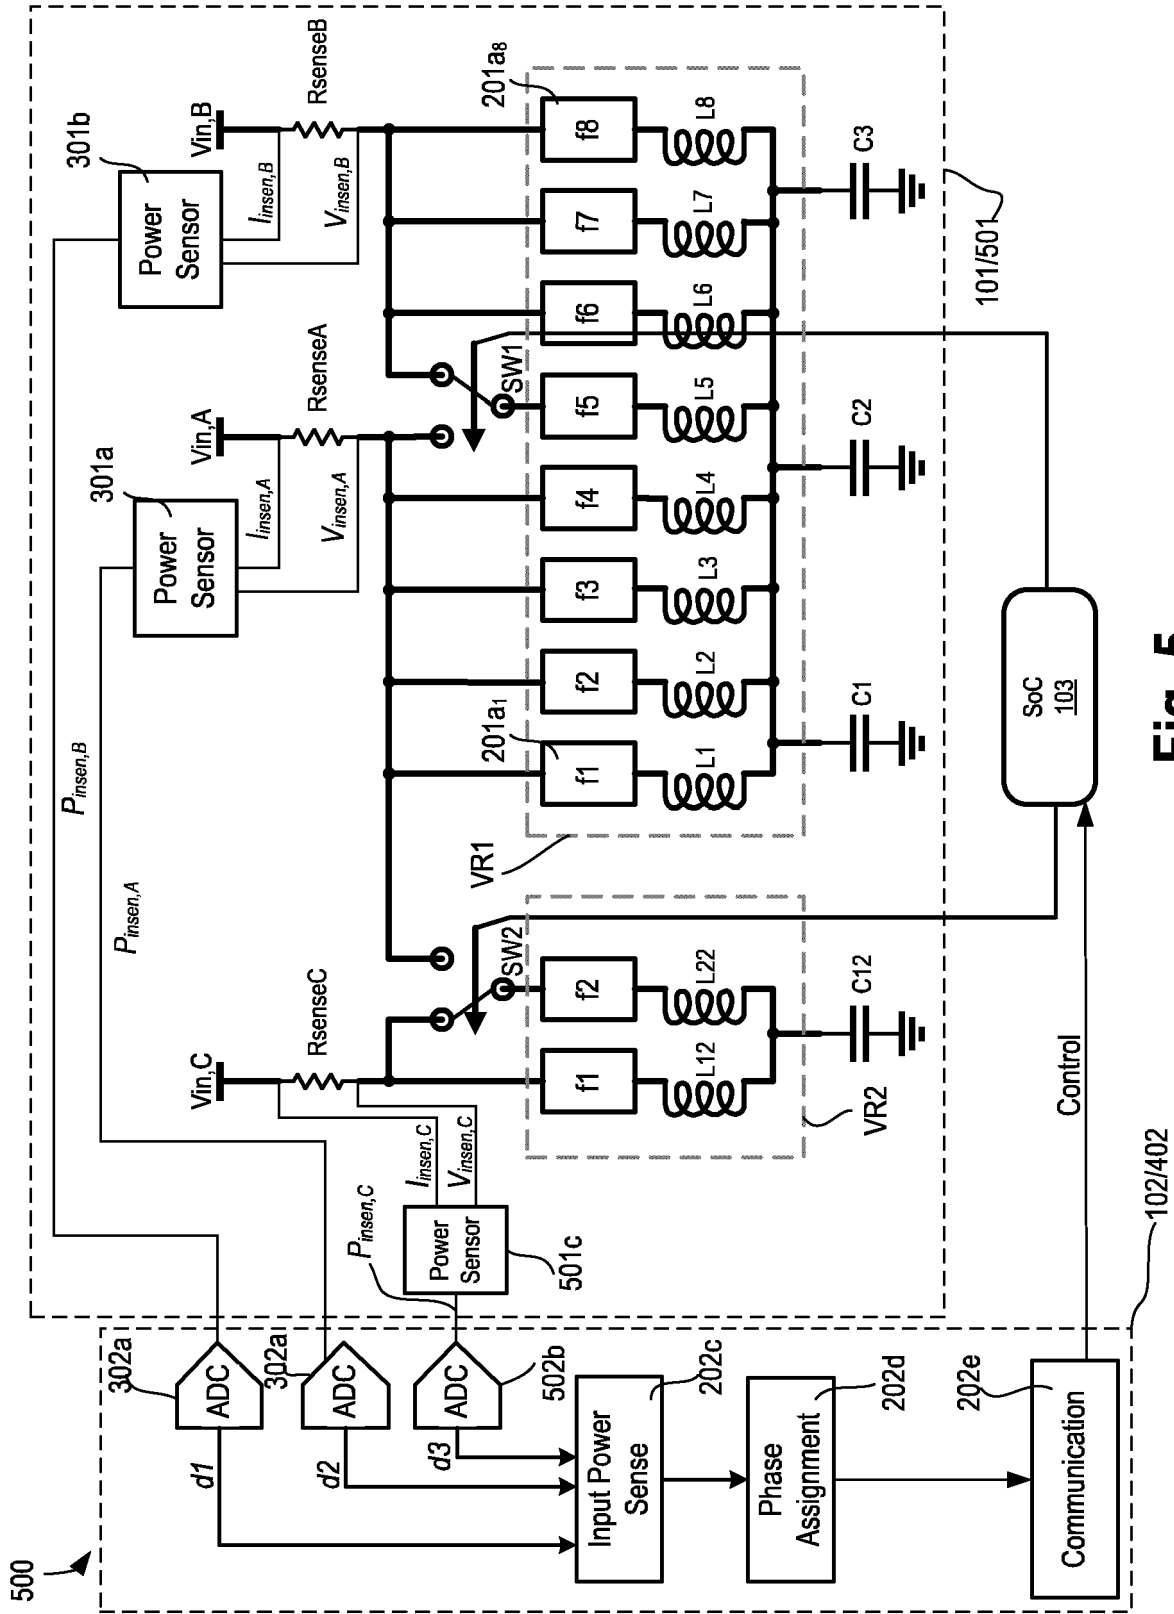 500
102/402
302a
ADC
302a
ADC
ADC
502b
d1
d2
d3
Input Power
Sense
202c
Phase
Assignment
202d
Communication
202e
Control
Pinsen,B
Pinsen,A
Pinsen,C
Power
Sensor
501c
Iinsen,C
Vinsen,C
Vin,C
RsenseC
Power
Sensor
301a
Iinsen,A
Vinsen,A
Vin,A
RsenseA
Power
Sensor
301b
Iinsen,B
Vinsen,B
Vin,B
RsenseB
SW2
SW1
f1
f2
L12
L22
VR2
C12
VR1
201a1
f1
f2
f3
f4
f5
f6
f7
f8
201a8
L1
L2
L3
L4
L5
L6
L7
L8
C1
C2
C3
101/501
SoC
103
Fig. 5